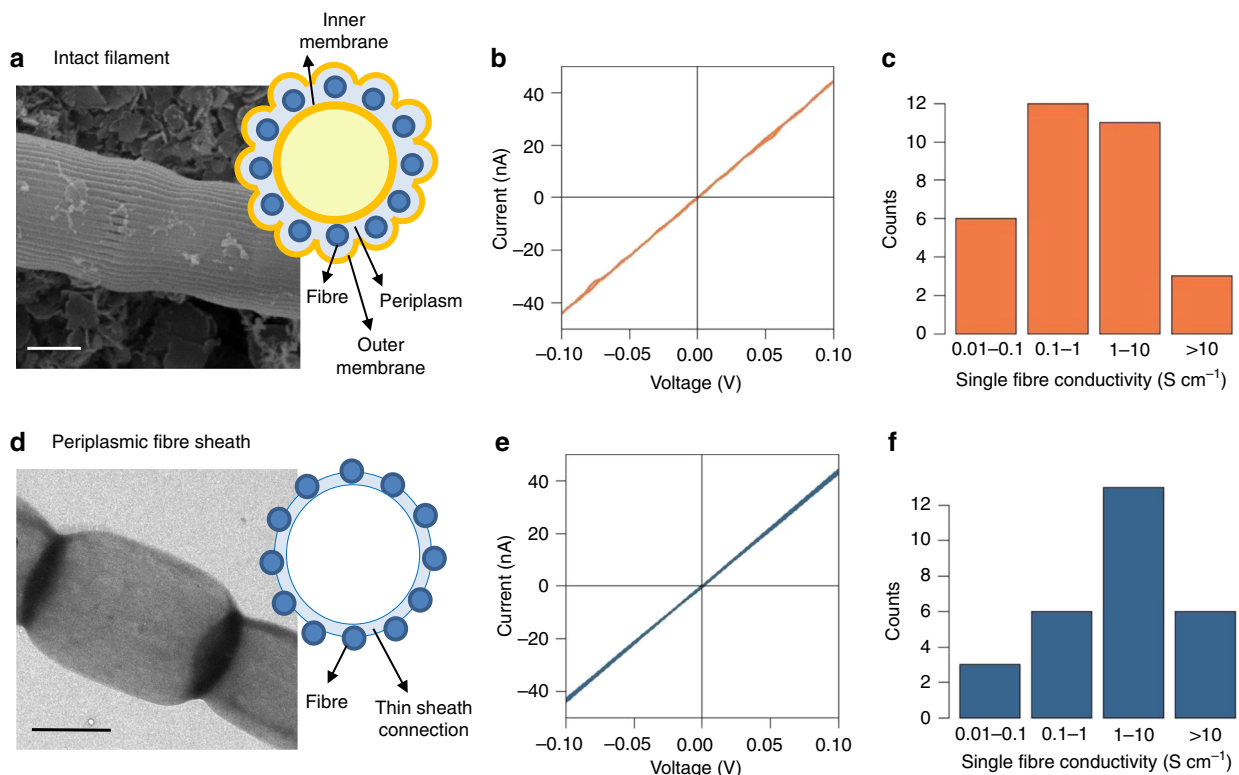 a Intact filament
Inner
membrane
Fibre
Periplasm
Outer
membrane
b
Current (nA)
40
20
0
–20
–40
–0.10 –0.05 0.00 0.05 0.10
Voltage (V)
c
Counts
12
10
8
6
4
2
0
0.01–0.1 0.1–1 1–10 >10
Single fibre conductivity (S cm⁻¹)
d Periplasmic fibre sheath
Fibre
Thin sheath
connection
e
Current (nA)
40
20
0
–20
–40
–0.10 –0.05 0.00 0.05 0.10
Voltage (V)
f
Counts
12
10
8
6
4
2
0
0.01–0.1 0.1–1 1–10 >10
Single fibre conductivity (S cm⁻¹)